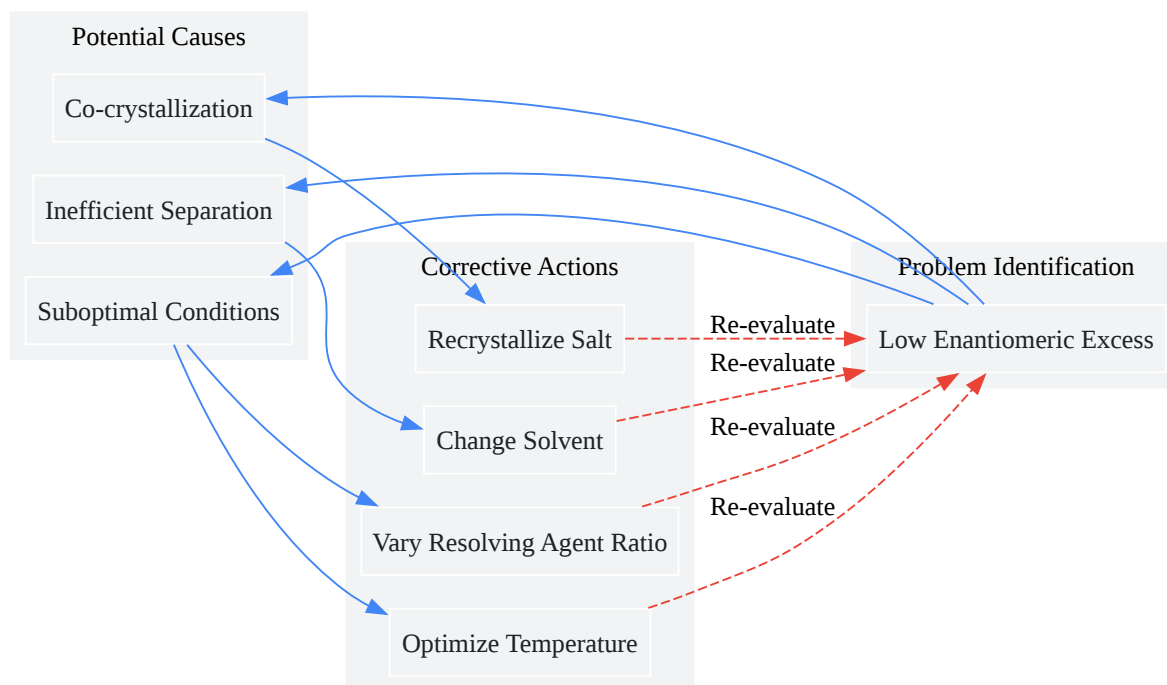 Potential Causes
Co-crystallization
Inefficient Separation
Suboptimal Conditions
Corrective Actions
Recrystallize Salt
Change Solvent
Vary Resolving Agent Ratio
Optimize Temperature
Re-evaluate
Re-evaluate
Re-evaluate
Re-evaluate
Problem Identification
Low Enantiomeric Excess